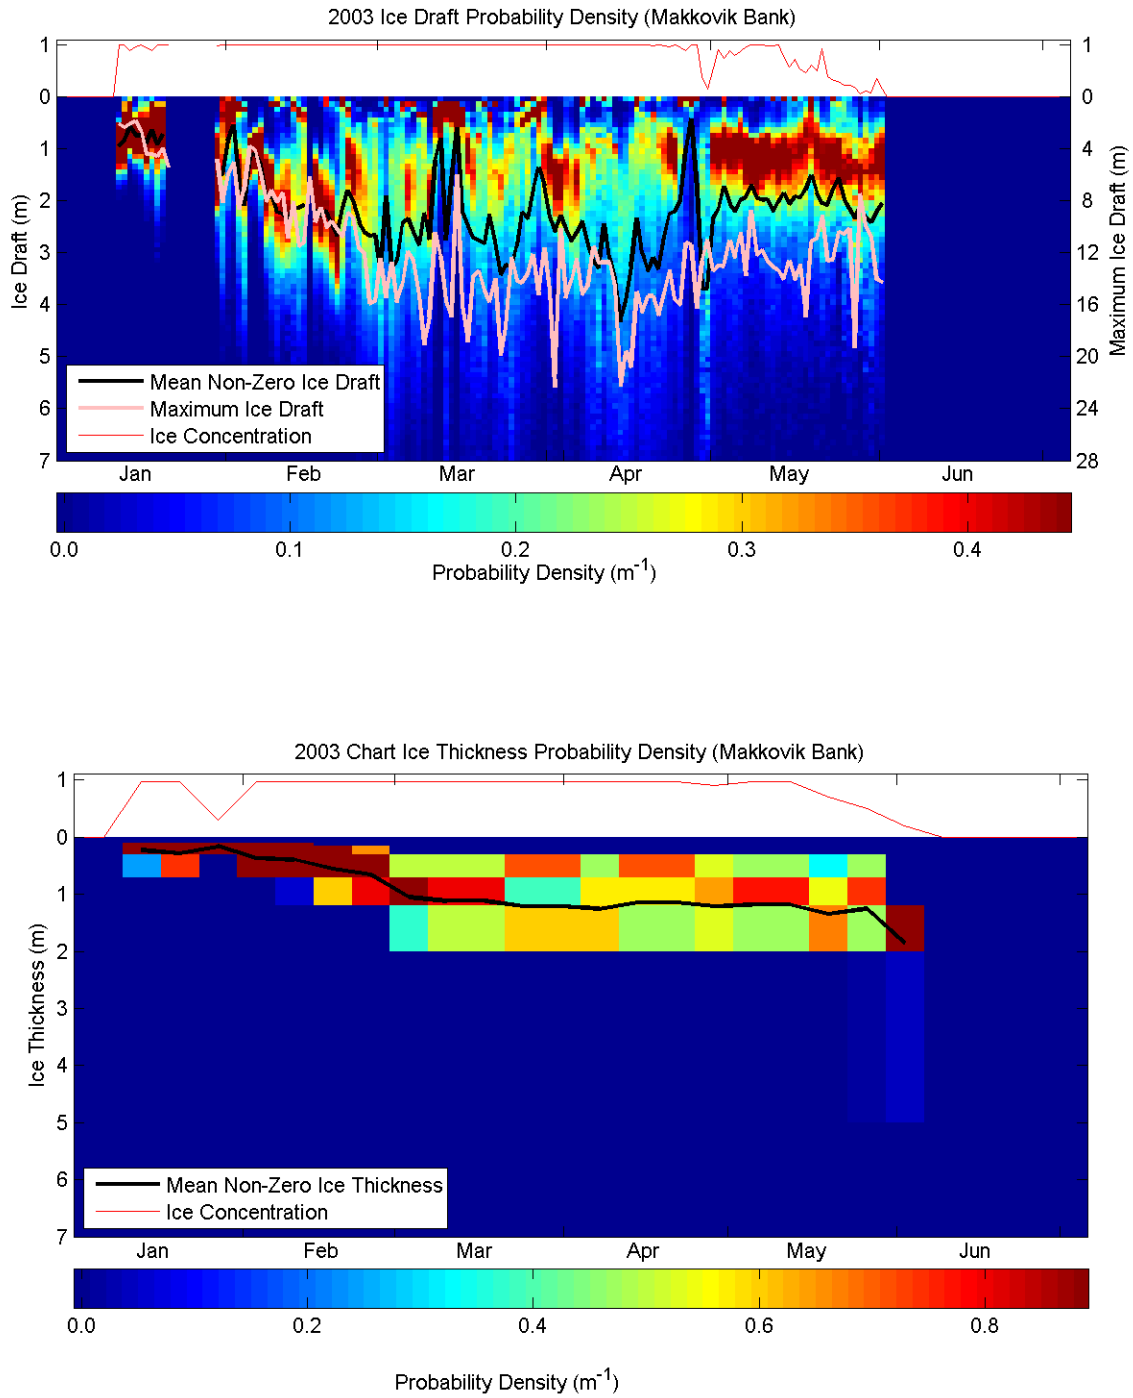 2003 Ice Draft Probability Density (Makkovik Bank)
1 1
0 0 0
1 4
2 8
3 12
4 16
5 20
6 24
7 28
Ice Draft (m)
Maximum Ice Draft (m)
Mean Non-Zero Ice Draft
Maximum Ice Draft
Ice Concentration
Jan Feb Mar Apr May Jun
0.0 0.1 0.2 0.3 0.4
Probability Density (m-1)
2003 Chart Ice Thickness Probability Density (Makkovik Bank)
1
0
1
2
3
4
5
6
7
Ice Thickness (m)
Mean Non-Zero Ice Thickness
Ice Concentration
Jan Feb Mar Apr May Jun
0.0 0.2 0.4 0.6 0.8
Probability Density (m-1)